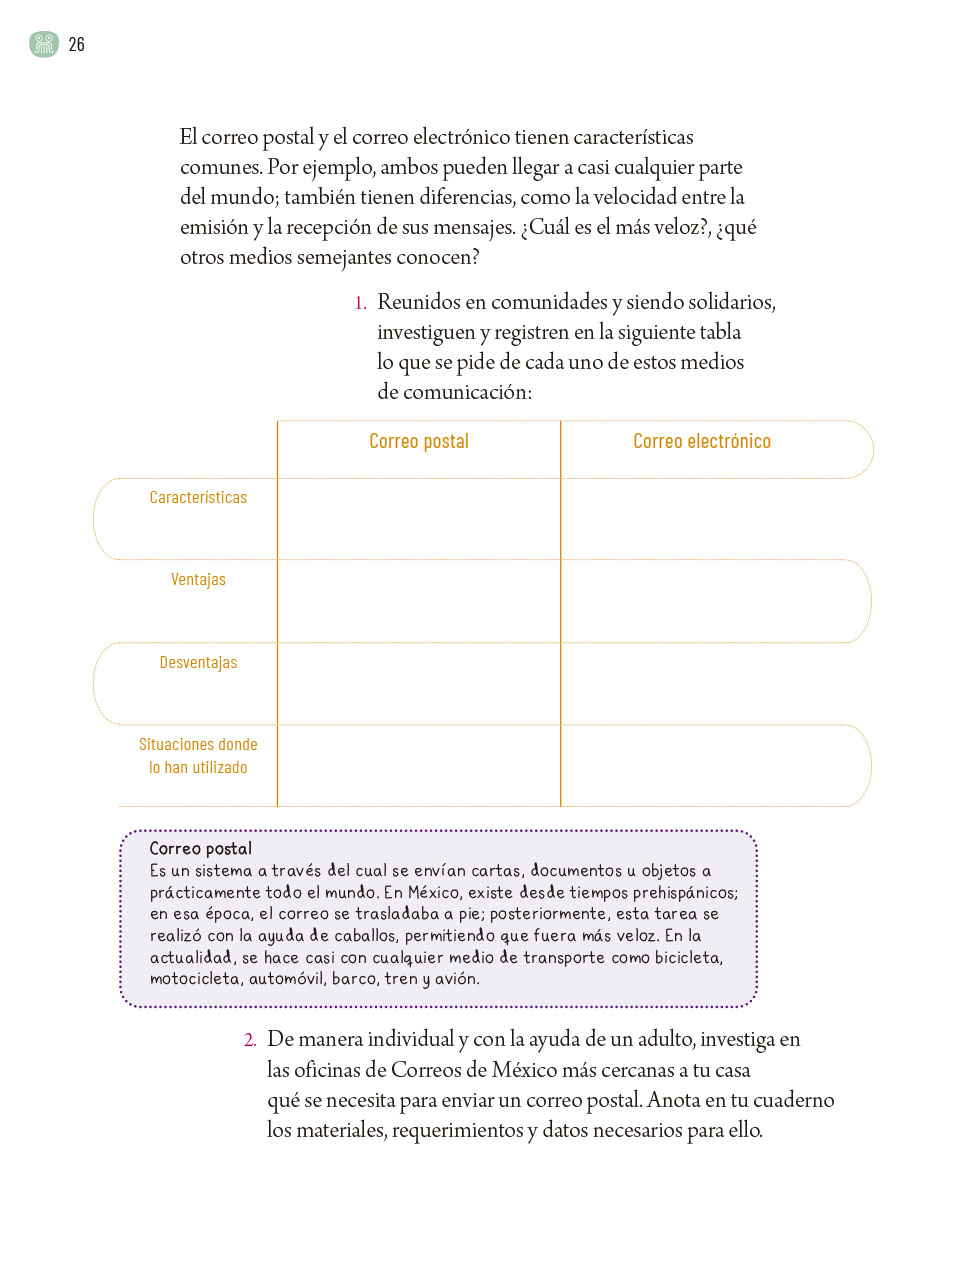 26
El correo postal y el correo electrónico tienen características
comunes. Por ejemplo, ambos pueden llegar a casi cualquier parte
del mundo; también tienen diferencias, como la velocidad entre la
emisión y la recepción de sus mensajes. ¿Cuál es el más veloz?, ¿qué
otros medios semejantes conocen?
1. Reunidos en comunidades y siendo solidarios,
investiguen y registren en la siguiente tabla
lo que se pide de cada uno de estos medios
de comunicación:
Correo postal Correo electrónico
Características
Ventajas
Desventajas
Situaciones donde
lo han utilizado
Correo postal
Es un sistema a través del cual se envían cartas, documentos u objetos a
prácticamente todo el mundo. En México, existe desde tiempos prehispánicos;
en esa época, el correo se trasladaba a pie; posteriormente, esta tarea se
realizó con la ayuda de caballos, permitiendo que fuera más veloz. En la
actualidad, se hace casi con cualquier medio de transporte como bicicleta,
motocicleta, automóvil, barco, tren y avión.
2. De manera individual y con la ayuda de un adulto, investiga en
las oficinas de Correos de México más cercanas a tu casa
qué se necesita para enviar un correo postal. Anota en tu cuaderno
los materiales, requerimientos y datos necesarios para ello.